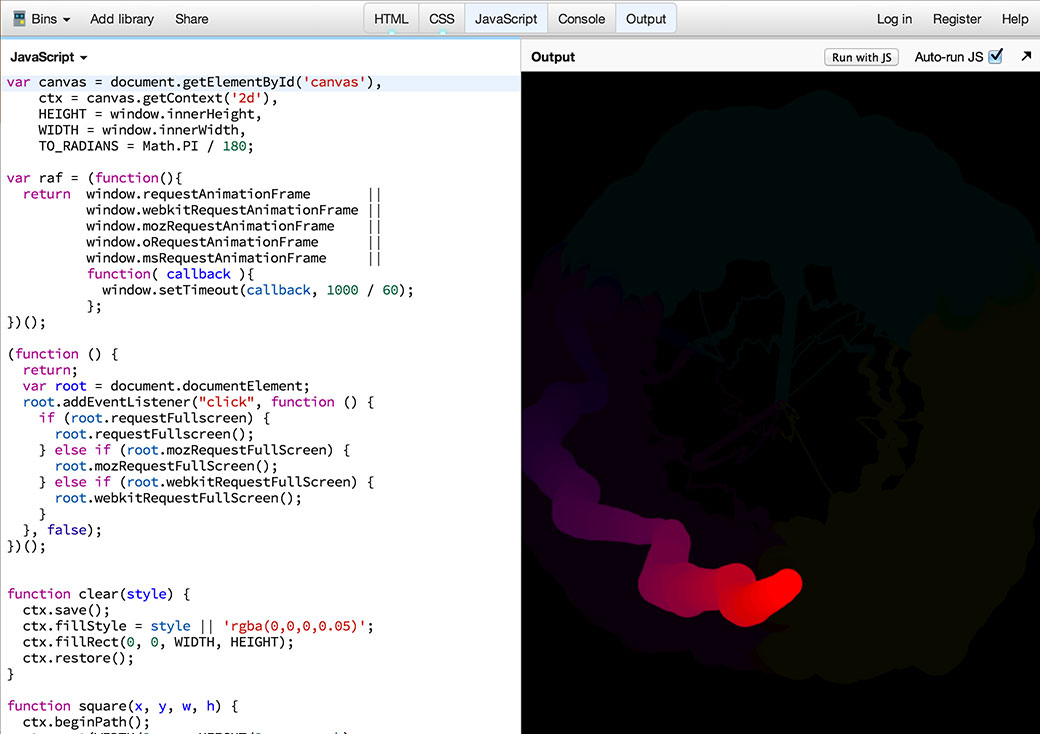 Bins Add library Share HTML CSS JavaScript Console Output Log in Register Help
JavaScript
Output Run with JS Auto-run JS
var canvas = document.getElementById('canvas'),
    ctx = canvas.getContext('2d'),
    HEIGHT = window.innerHeight,
    WIDTH = window.innerWidth,
    TO_RADIANS = Math.PI / 180;
var raf = (function(){
  return  window.requestAnimationFrame       ||
          window.webkitRequestAnimationFrame ||
          window.mozRequestAnimationFrame    ||
          window.oRequestAnimationFrame      ||
          window.msRequestAnimationFrame     ||
          function( callback ){
            window.setTimeout(callback, 1000 / 60);
          };
})();
(function () {
  return;
  var root = document.documentElement;
  root.addEventListener("click", function () {
    if (root.requestFullscreen) {
      root.requestFullscreen();
    } else if (root.mozRequestFullScreen) {
      root.mozRequestFullScreen();
    } else if (root.webkitRequestFullScreen) {
      root.webkitRequestFullScreen();
    }
  }, false);
})();
function clear(style) {
  ctx.save();
  ctx.fillStyle = style || 'rgba(0,0,0,0.05)';
  ctx.fillRect(0, 0, WIDTH, HEIGHT);
  ctx.restore();
}
function square(x, y, w, h) {
  ctx.beginPath();